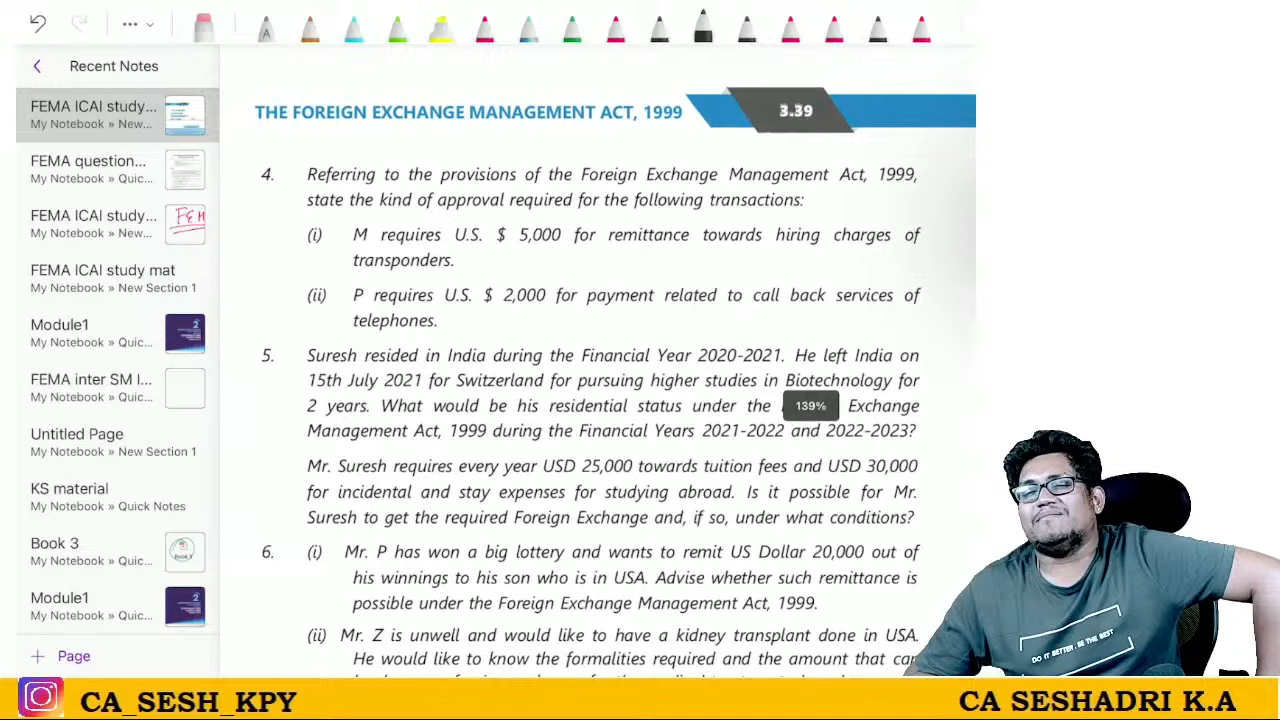 A
Recent Notes
FEMA ICAI study...
My Notebook » New...
FEMA question...
My Notebook » Quic...
FEMA ICAI study...
My Notebook » New...
FEM
FEMA ICAI study mat
My Notebook » New Section 1
Module1
My Notebook » Quic...
2
FEMA inter SM I...
My Notebook » Quic...
Untitled Page
My Notebook » New Section 1
KS material
My Notebook » Quick Notes
Book 3
My Notebook » Quic...
Book 3
Module1
My Notebook » Quic...
2
+ Page
THE FOREIGN EXCHANGE MANAGEMENT ACT, 1999
3.39
4. Referring to the provisions of the Foreign Exchange Management Act, 1999,
state the kind of approval required for the following transactions:
(i) M requires U.S. $ 5,000 for remittance towards hiring charges of
transponders.
(ii) P requires U.S. $ 2,000 for payment related to call back services of
telephones.
5. Suresh resided in India during the Financial Year 2020-2021. He left India on
15th July 2021 for Switzerland for pursuing higher studies in Biotechnology for
2 years. What would be his residential status under the 139% Exchange
Management Act, 1999 during the Financial Years 2021-2022 and 2022-2023?
Mr. Suresh requires every year USD 25,000 towards tuition fees and USD 30,000
for incidental and stay expenses for studying abroad. Is it possible for Mr.
Suresh to get the required Foreign Exchange and, if so, under what conditions?
6. (i) Mr. P has won a big lottery and wants to remit US Dollar 20,000 out of
his winnings to his son who is in USA. Advise whether such remittance is
possible under the Foreign Exchange Management Act, 1999.
(ii) Mr. Z is unwell and would like to have a kidney transplant done in USA.
He would like to know the formalities required and the amount that can
DO IT BETTER, BE THE BEST
CA_SESH_KPY
CA SESHADRI K.A